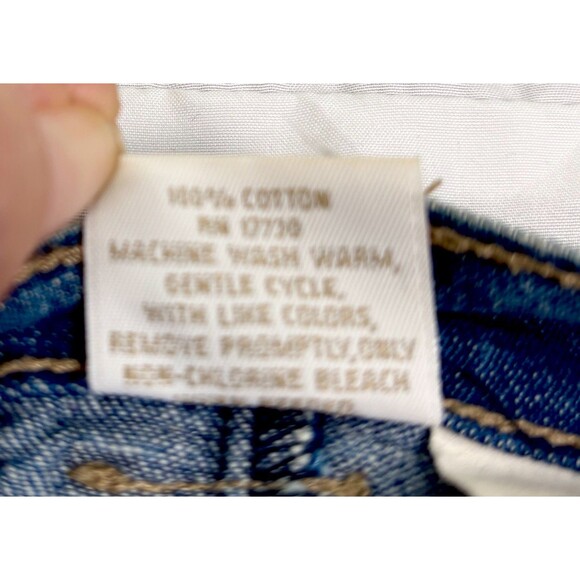 100% COTTON
RN 17730
MACHINE WASH WARM,
GENTLE CYCLE,
WITH LIKE COLORS,
REMOVE PROMPTLY, ONLY
NON-CHLORINE BLEACH